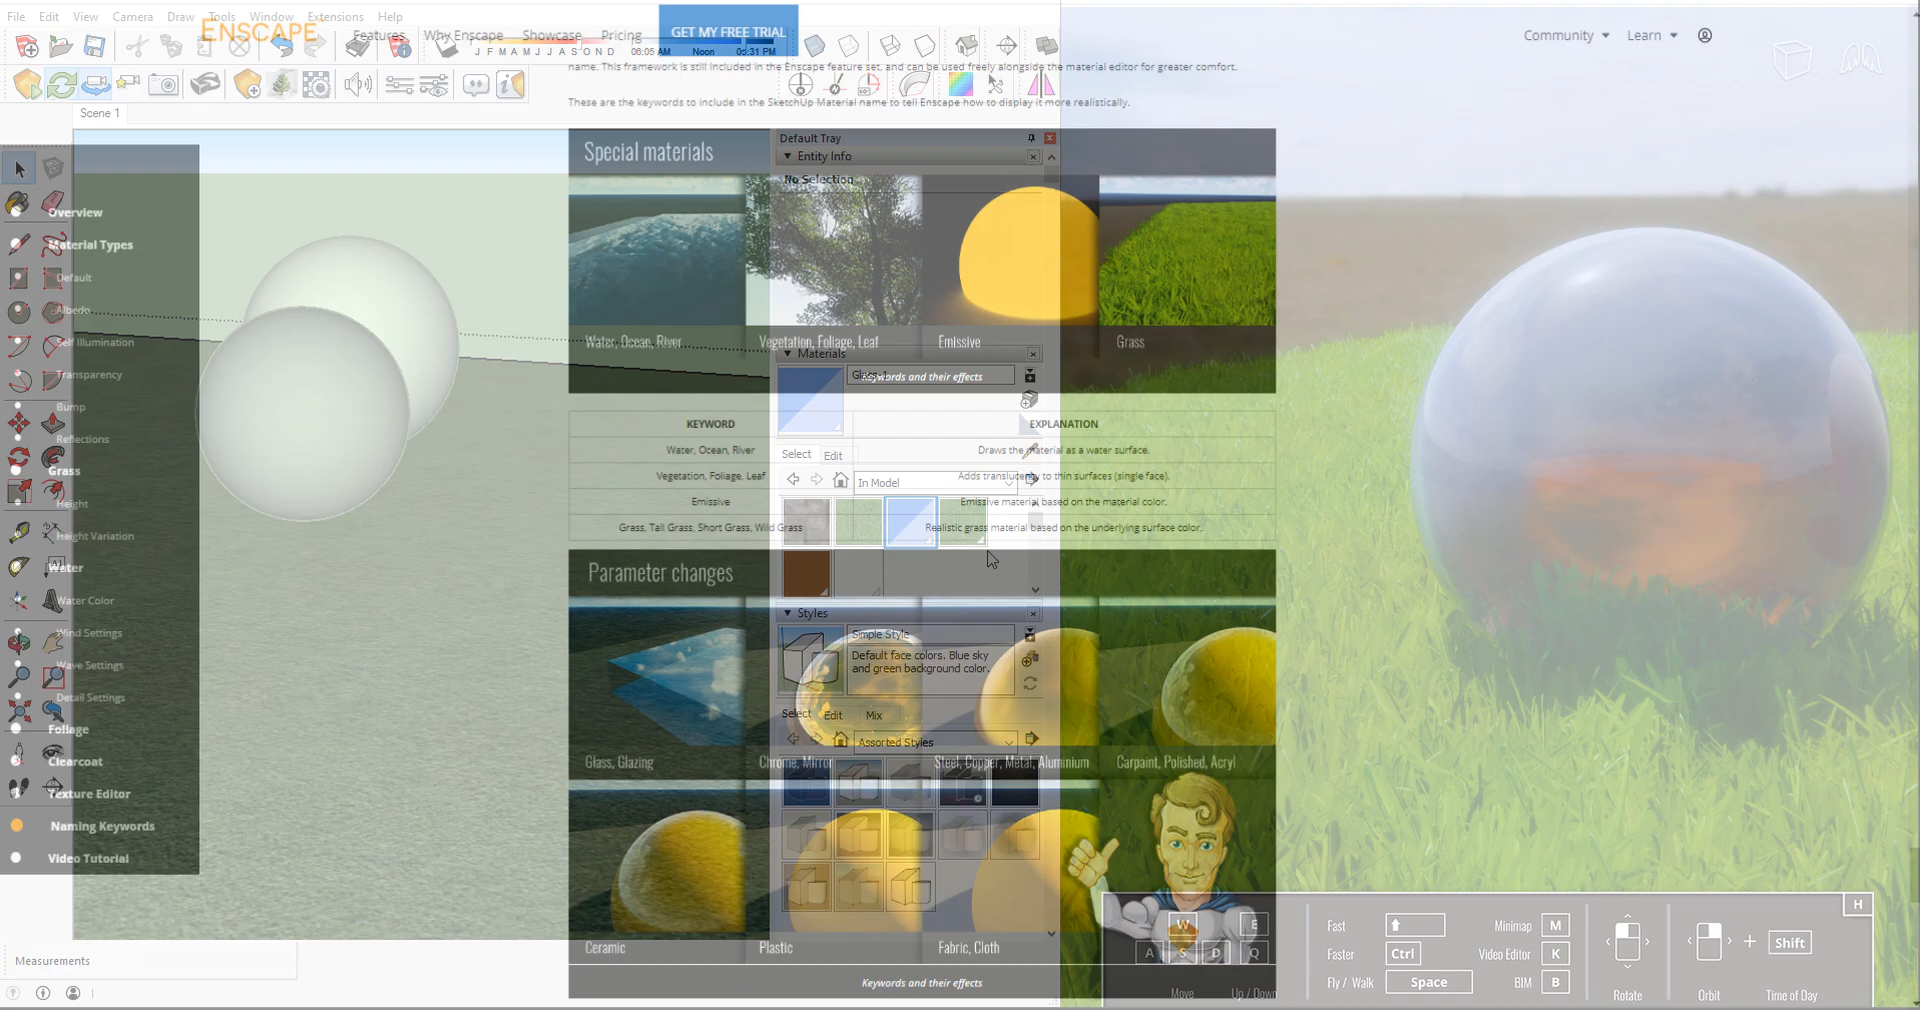 File Edit View Camera Draw Tools Window Extensions Help
ENSCAPE
Features Why Enscape Showcase Pricing
GET MY FREE TRIAL
Community Learn
J F M A M J J A S O N D 06:05 AM Noon 05:31 PM
name. This framework is still included in the Enscape feature set, and can be used freely alongside the material editor for greater comfort.
These are the keywords to include in the SketchUp Material name to tell Enscape how to display it more realistically.
Scene 1
Overview
Material Types
Default
Albedo
Self Illumination
Transparency
Bump
Reflections
Grass
Height
Height Variation
Water
Water Color
Wind Settings
Wave Settings
Detail Settings
Foliage
Clearcoat
Texture Editor
Naming Keywords
Video Tutorial
Measurements
Special materials
Water, Ocean, River
Vegetation, Foliage, Leaf
Emissive
Grass
Keywords and their effects
KEYWORD EXPLANATION
Water, Ocean, River Draws the material as a water surface.
Vegetation, Foliage, Leaf Adds translucency to thin surfaces (single face).
Emissive Emissive material based on the material color.
Grass, Tall Grass, Short Grass, Wild Grass Realistic grass material based on the underlying surface color.
Parameter changes
Glass, Glazing
Chrome, Mirror
Steel, Copper, Metal, Aluminium
Carpaint, Polished, Acryl
Ceramic
Plastic
Fabric, Cloth
Keywords and their effects
Default Tray
Entity Info
No Selection
Materials
Glass-1
Select Edit
In Model
Styles
Simple Style
Default face colors. Blue sky
and green background color.
Select Edit Mix
Assorted Styles
H
W E
A S D Q
Move Up / Down
Fast
Faster Ctrl
Fly / Walk Space
Minimap M
Video Editor K
BIM B
Rotate
Orbit
+ Shift
Time of Day